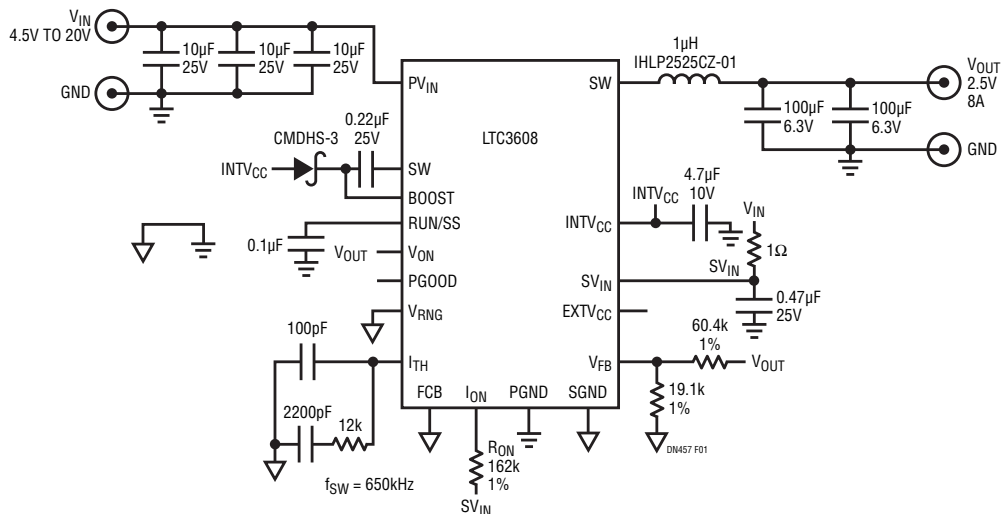 VIN
4.5V TO 20V
GND
10µF
25V
10µF
25V
10µF
25V
CMDHS-3
0.22µF
25V
INTVCC
0.1µF
VOUT
100pF
2200pF
12k
fSW = 650kHz
PVIN
SW
BOOST
RUN/SS
VON
PGOOD
VRNG
ITH
FCB
ION
PGND
SGND
LTC3608
SW
INTVCC
SVIN
EXTVCC
VFB
RON
162k
1%
SVIN
1µH
IHLP2525CZ-01
100µF
6.3V
100µF
6.3V
VOUT
2.5V
8A
GND
INTVCC
4.7µF
10V
VIN
1Ω
SVIN
0.47µF
25V
60.4k
1%
VOUT
19.1k
1%
DN457 F01